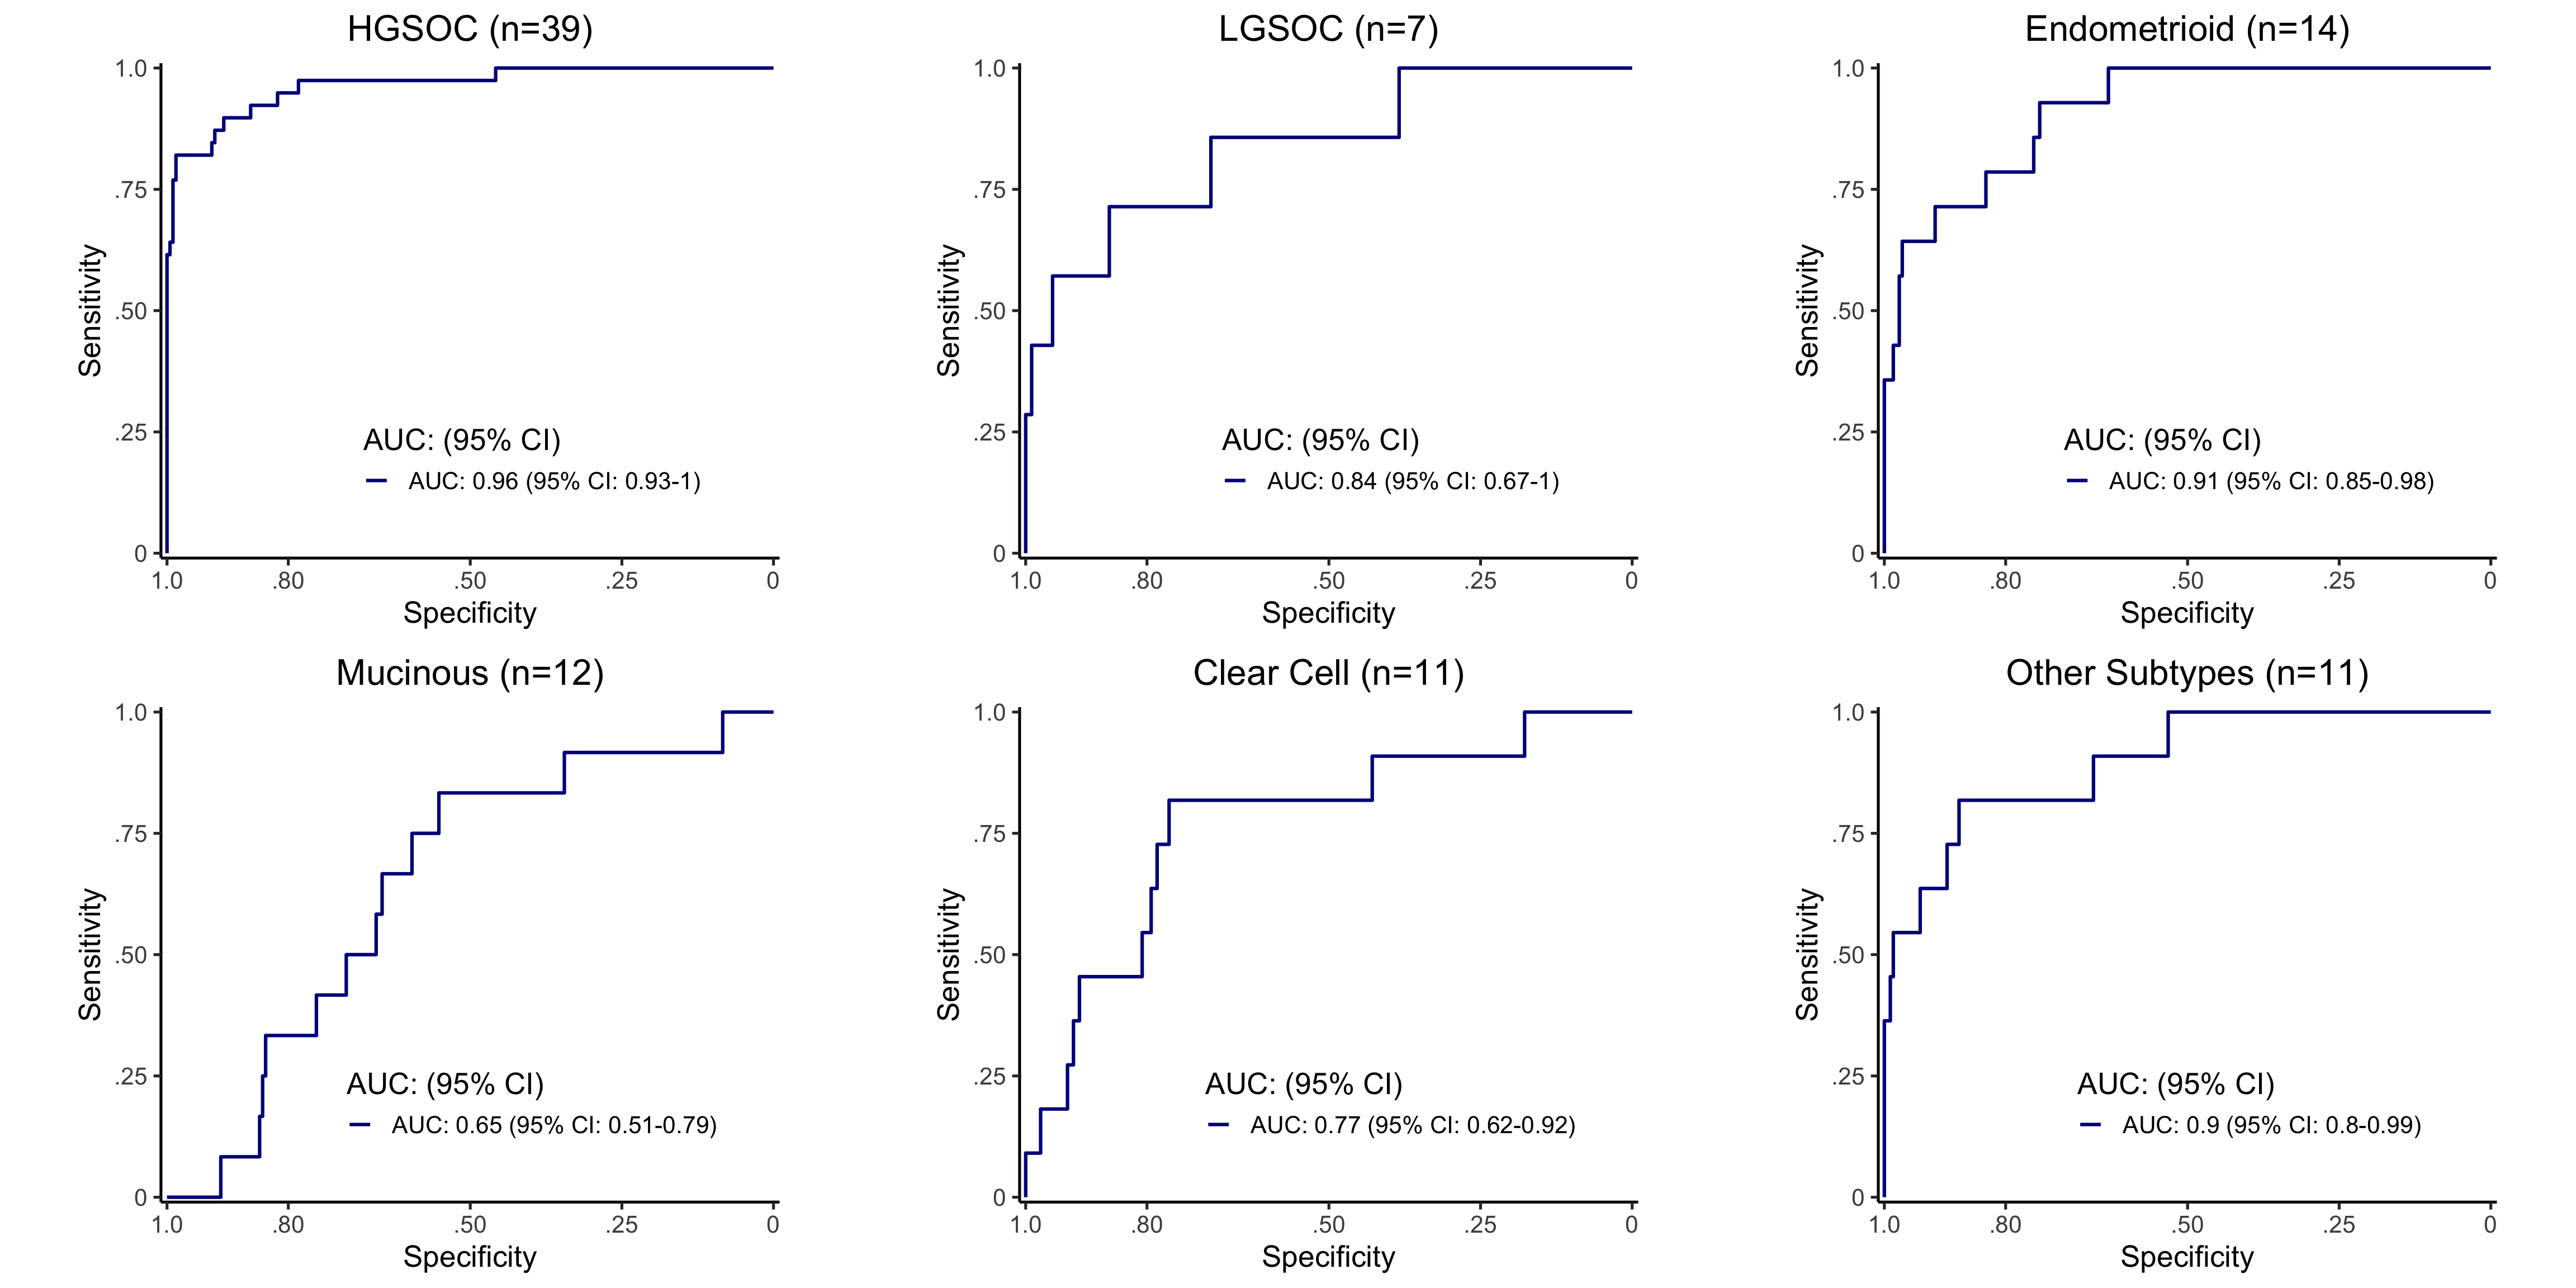 HGSOC (n=39)
1.0
.75
.50
.25
0
Sensitivity
AUC: (95% CI)
AUC: 0.96 (95% CI: 0.93-1)
1.0 .80 .50 .25 0
Specificity
LGSOC (n=7)
1.0
.75
.50
.25
0
Sensitivity
AUC: (95% CI)
AUC: 0.84 (95% CI: 0.67-1)
1.0 .80 .50 .25 0
Specificity
Endometrioid (n=14)
1.0
.75
.50
.25
0
Sensitivity
AUC: (95% CI)
AUC: 0.91 (95% CI: 0.85-0.98)
1.0 .80 .50 .25 0
Specificity
Mucinous (n=12)
1.0
.75
.50
.25
0
Sensitivity
AUC: (95% CI)
AUC: 0.65 (95% CI: 0.51-0.79)
1.0 .80 .50 .25 0
Specificity
Clear Cell (n=11)
1.0
.75
.50
.25
0
Sensitivity
AUC: (95% CI)
AUC: 0.77 (95% CI: 0.62-0.92)
1.0 .80 .50 .25 0
Specificity
Other Subtypes (n=11)
1.0
.75
.50
.25
0
Sensitivity
AUC: (95% CI)
AUC: 0.9 (95% CI: 0.8-0.99)
1.0 .80 .50 .25 0
Specificity